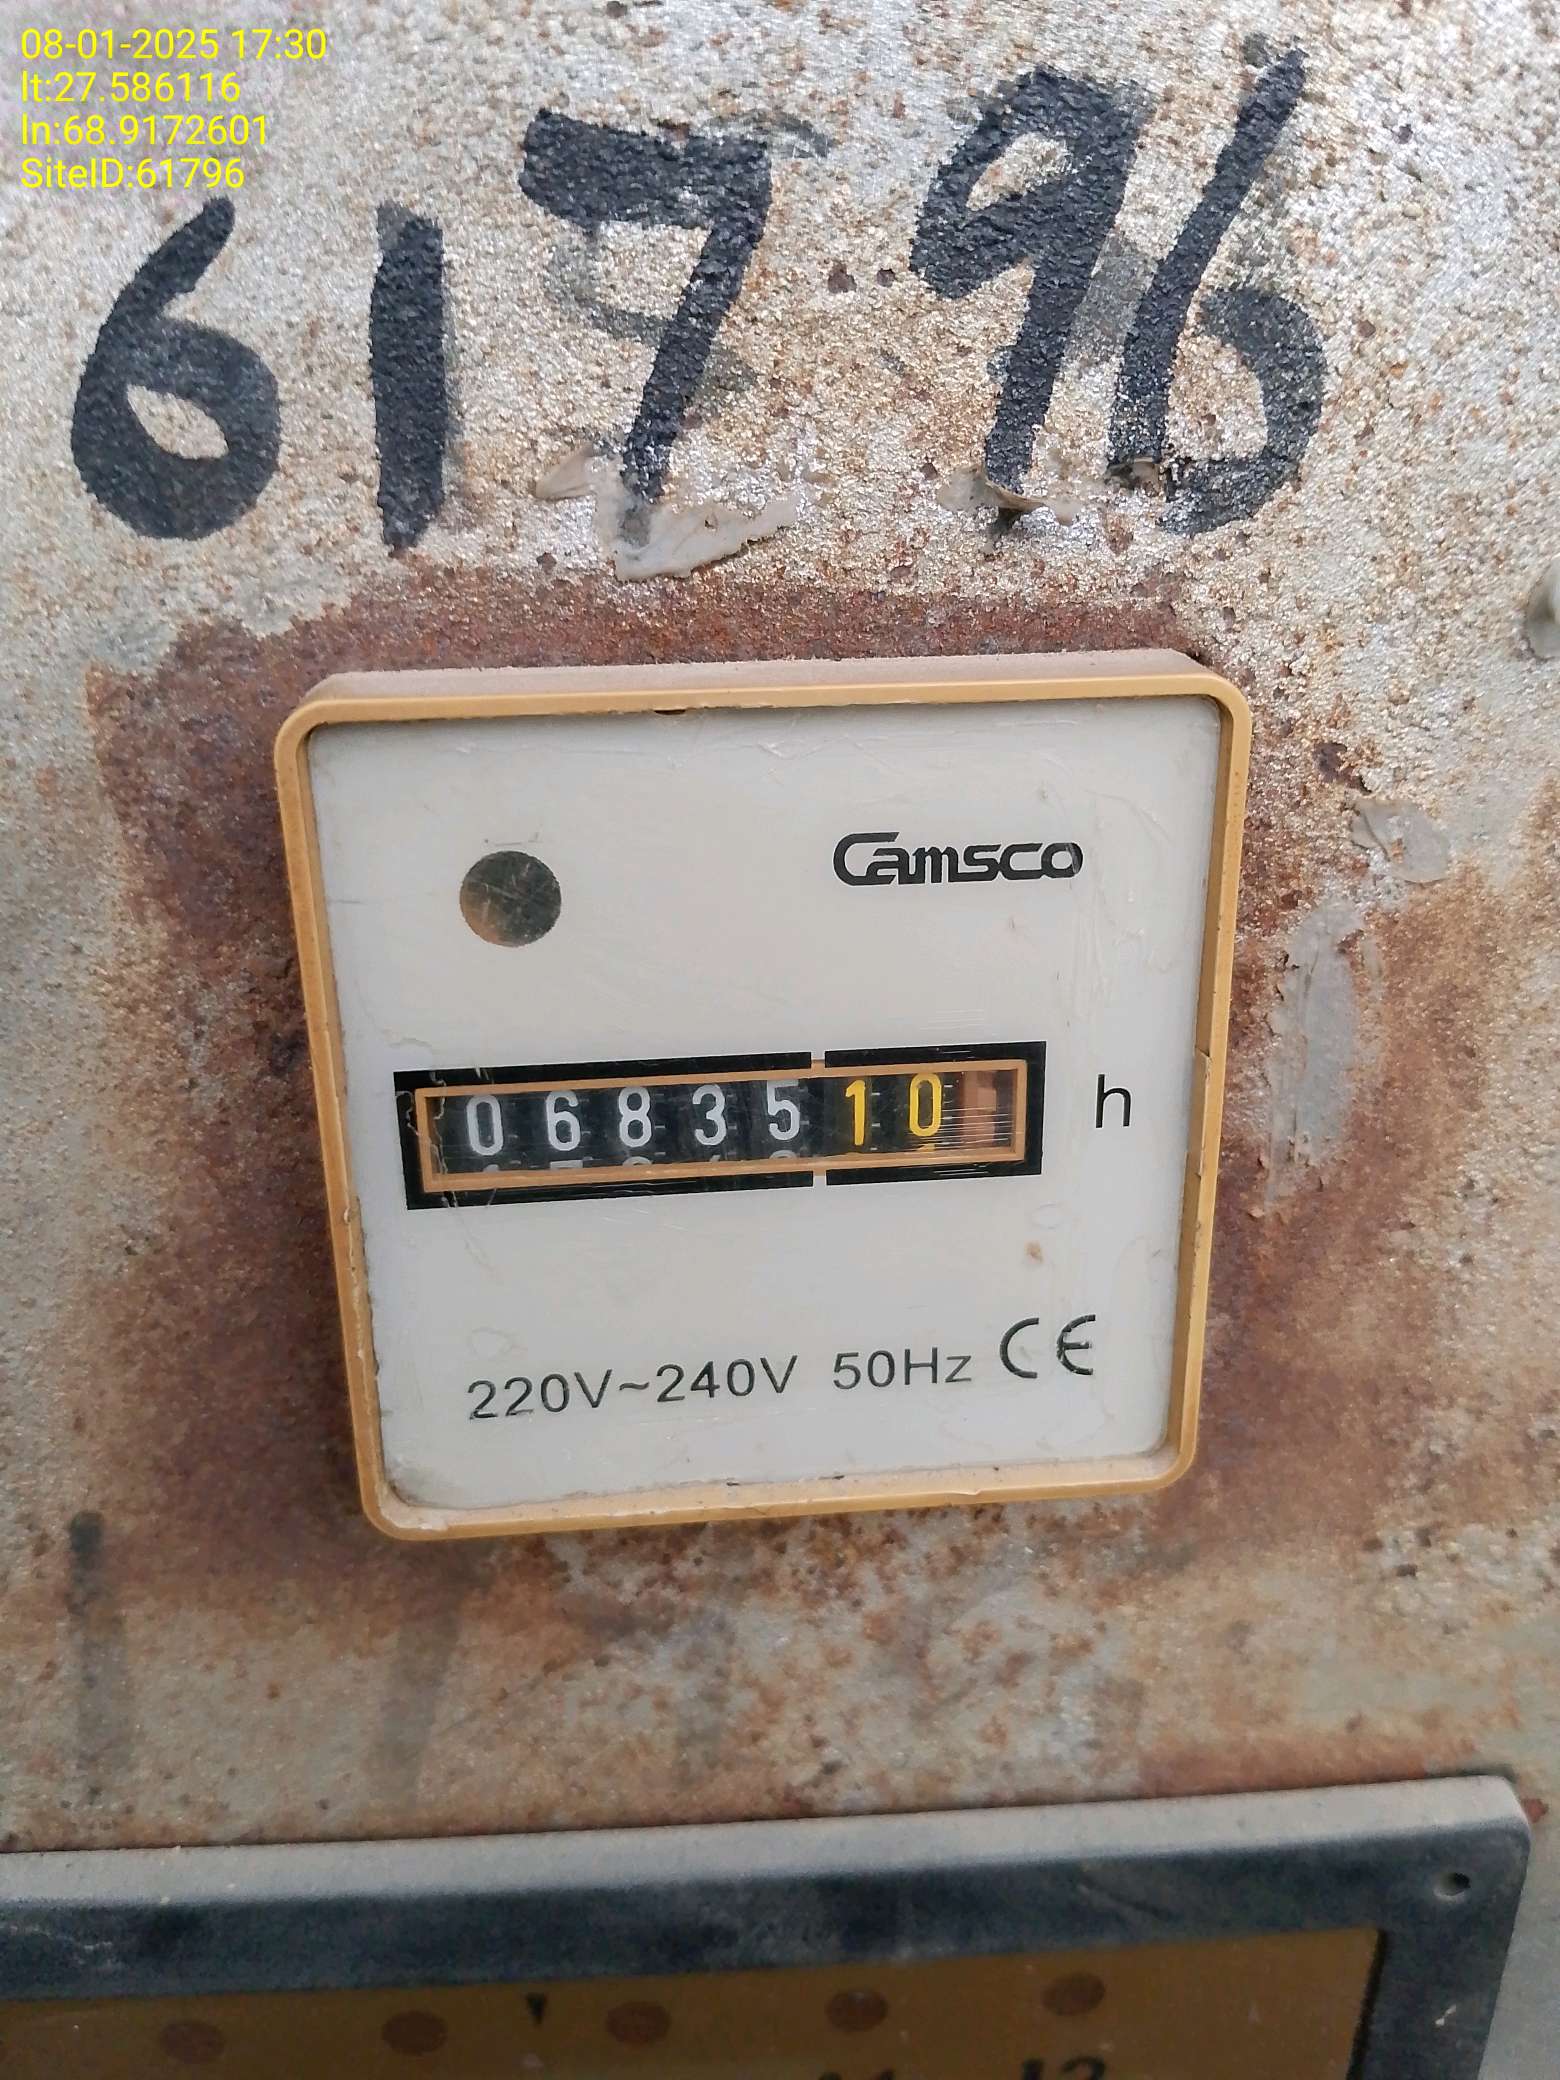 08-01-2025 17:30
lt:27.586116
ln:68.9172601
SiteID:61796
61796
Camsco
0683510 h
220V~240V 50Hz CE